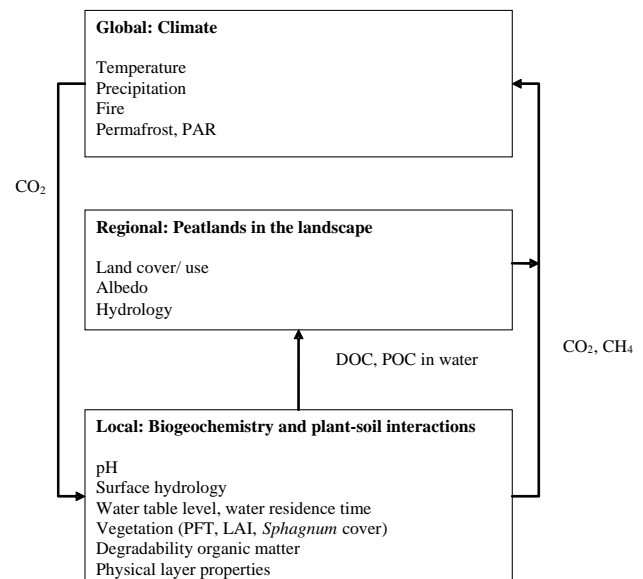 Global: Climate
Temperature
Precipitation
Fire
Permafrost, PAR
CO₂
Regional: Peatlands in the landscape
Land cover/ use
Albedo
Hydrology
DOC, POC in water
CO₂, CH₄
Local: Biogeochemistry and plant-soil interactions
pH
Surface hydrology
Water table level, water residence time
Vegetation (PFT, LAI, Sphagnum cover)
Degradability organic matter
Physical layer properties